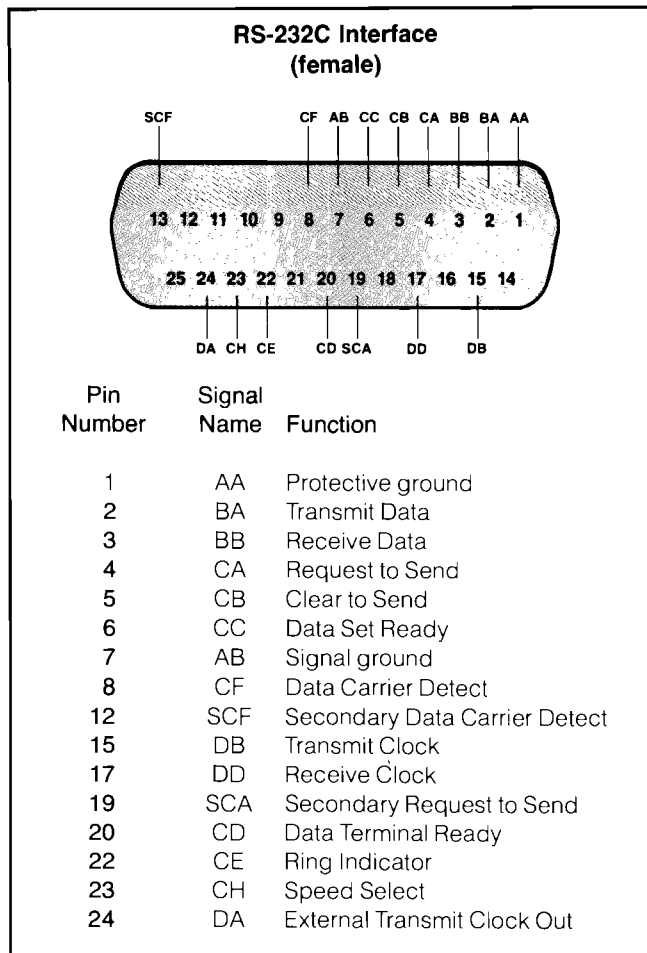 RS-232C Interface
(female)
SCF CF AB CC CB CA BB BA AA
13 12 11 10 9 8 7 6 5 4 3 2 1
25 24 23 22 21 20 19 18 17 16 15 14
DA CH CE CD SCA DD DB
Pin Signal
Number Name Function
1 AA Protective ground
2 BA Transmit Data
3 BB Receive Data
4 CA Request to Send
5 CB Clear to Send
6 CC Data Set Ready
7 AB Signal ground
8 CF Data Carrier Detect
12 SCF Secondary Data Carrier Detect
15 DB Transmit Clock
17 DD Receive Clock
19 SCA Secondary Request to Send
20 CD Data Terminal Ready
22 CE Ring Indicator
23 CH Speed Select
24 DA External Transmit Clock Out